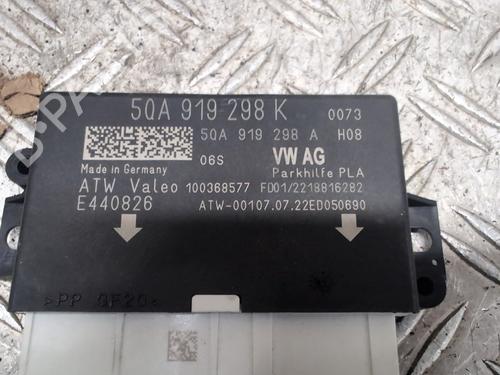 5QA 919 298 K 0073
5QA 919 298 A H08
06S VW AG
Made in Germany Parkhilfe PLA
ATW Valeo 100368577 FD01/2218816282
E440826 ATW-00107.07.22ED050690
>PP GF20<